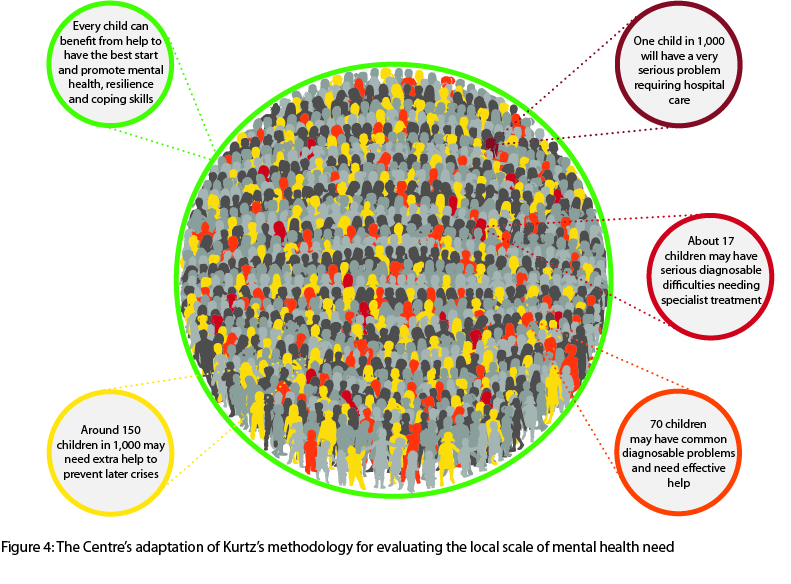 Every child can
benefit from help to
have the best start
and promote mental
health, resilience
and coping skills
One child in 1,000
will have a very
serious problem
requiring hospital
care
About 17
children may have
serious diagnosable
difficulties needing
specialist treatment
Around 150
children in 1,000 may
need extra help to
prevent later crises
70 children
may have common
diagnosable problems
and need effective
help
Figure 4: The Centre's adaptation of Kurtz's methodology for evaluating the local scale of mental health need